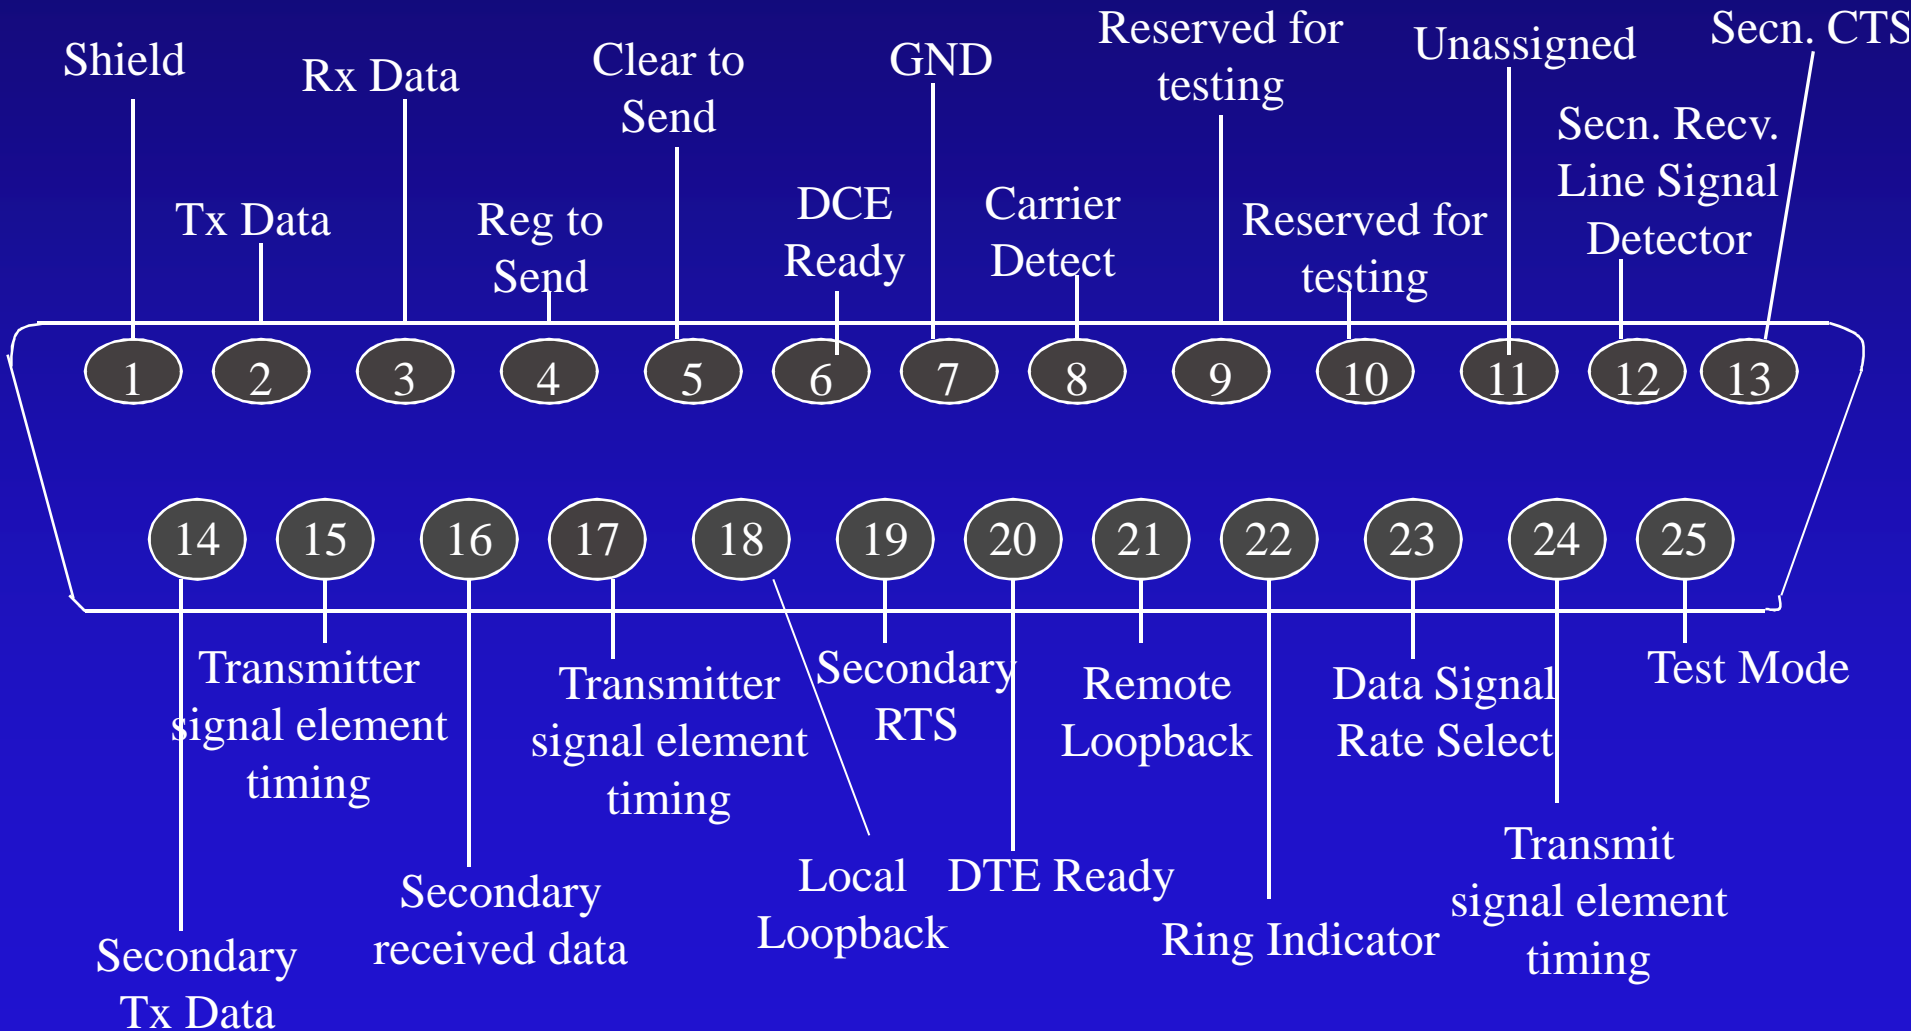 Shield
Rx Data
Clear to
Send
GND
Reserved for
testing
Unassigned
Secn. CTS
Tx Data
Reg to
Send
DCE
Ready
Carrier
Detect
Reserved for
testing
Secn. Recv.
Line Signal
Detector
1 2 3 4 5 6 7 8 9 10 11 12 13
14 15 16 17 18 19 20 21 22 23 24 25
Transmitter
signal element
timing
Transmitter
signal element
timing
Secondary
RTS
Remote
Loopback
Data Signal
Rate Select
Test Mode
Secondary
Tx Data
Secondary
received data
Local
Loopback
DTE Ready
Ring Indicator
Transmit
signal element
timing